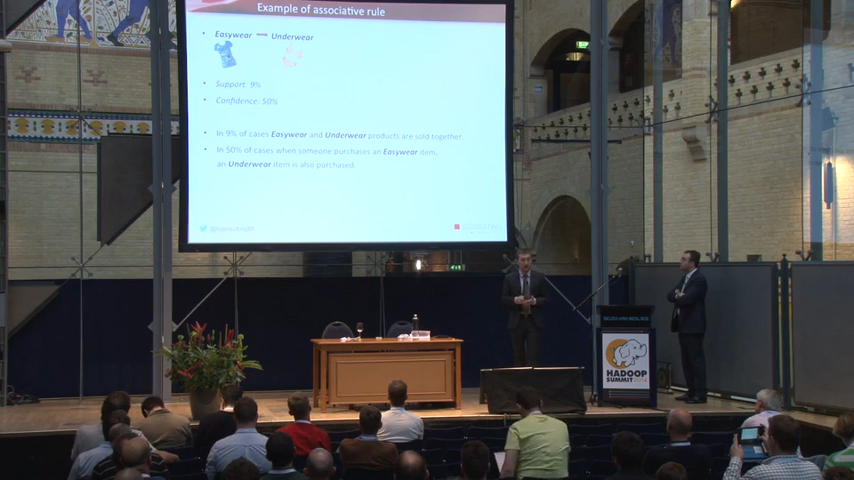 Example of associative rule
• Easywear Underwear
• Support: 9%
• Confidence: 50%
• In 9% of cases Easywear and Underwear products are sold together.
• In 50% of cases when someone purchases an Easywear item,
an Underwear item is also purchased.
HADOOP
SUMMIT 2014